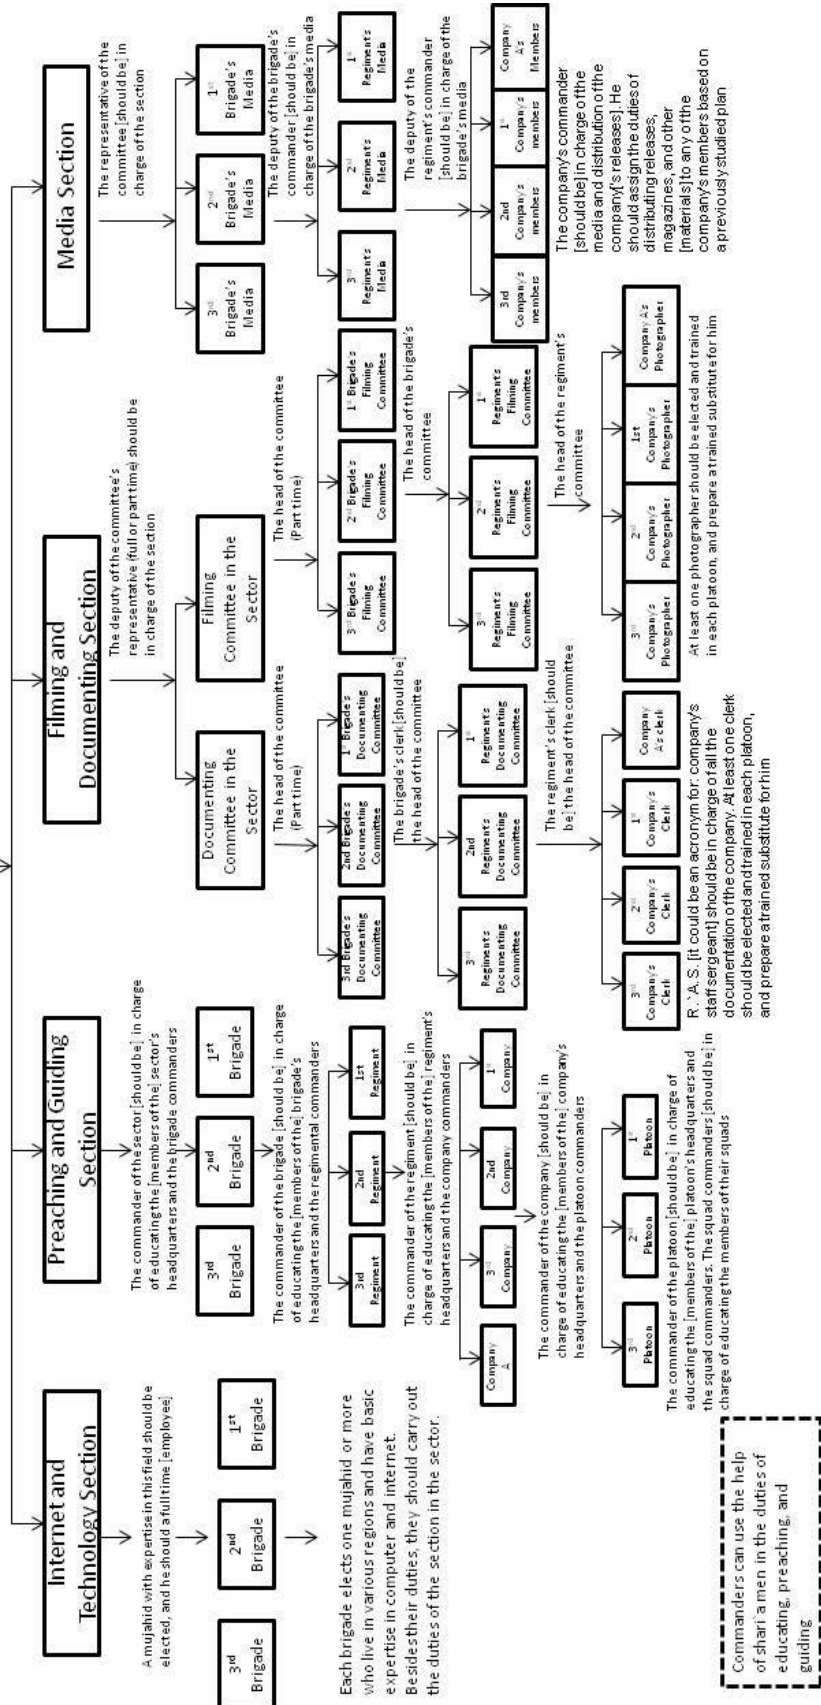 Internet and
Technology Section
A mujahid with expertise in this field should be
elected, and he should a full time [employee]
3rd
Brigade
2nd
Brigade
1st
Brigade
Each brigade elects one mujahid or more
who live in various regions and have basic
expertise in computer and internet.
Besides their duties, they should carry out
the duties of the section in the sector.
Commanders can use the help
of shari`a men in the duties of
educating, preaching, and
guiding
Preaching and Guiding
Section
The commander of the sector [should be] in charge
of educating the [members of the] sector's
headquarters and the brigade commanders
3rd
Brigade
2nd
Brigade
1st
Brigade
The commander of the brigade [should be] in charge
of educating the [members of the] brigade's
headquarters and the regimental commanders
3rd
Regiment
2nd
Regiment
1st
Regiment
The commander of the regiment [should be] in
charge of educating the [members of the] regiment's
headquarters and the company commanders
Company
A
3rd
Company
2nd
Company
1st
Company
The commander of the company [should be] in
charge of educating the [members of the] company's
headquarters and the platoon commanders
3rd
Platoon
2nd
Platoon
1st
Platoon
The commander of the platoon [should be] in charge of
educating the [members of the] platoon's headquarters and
the squad commanders. The squad commanders [should be] in
charge of educating the members of their squads
Filming and
Documenting Section
The deputy of the committee's
representative (full or part time) should be
in charge of the section
Documenting
Committee in the
Sector
Filming
Committee in the
Sector
The head of the committee
(Part time)
3rd Brigade's
Documenting
Committee
2nd Brigade's
Documenting
Committee
1st Brigade's
Documenting
Committee
The brigade's clerk [should be]
the head of the committee
3rd
Regiment's
Documenting
Committee
2nd
Regiment's
Documenting
Committee
1st
Regiment's
Documenting
Committee
The regiment's clerk [should
be] the head of the committee
3rd
Company's
Clerk
2nd
Company's
Clerk
1st
Company's
Clerk
Company
A's clerk
R. `A. S. [it could be an acronym for: company's
staff sergeant] should be in charge of all the
documentation of the company. At least one clerk
should be elected and trained in each platoon,
and prepare a trained substitute for him
The head of the committee
(Part time)
3rd Brigade's
Filming
Committee
2nd Brigade's
Filming
Committee
1st Brigade's
Filming
Committee
The head of the brigade's
committee
3rd
Regiment's
Filming
Committee
2nd
Regiment's
Filming
Committee
1st
Regiment's
Filming
Committee
The head of the regiment's
committee
3rd
Company's
Photographer
2nd
Company's
Photographer
1st
Company's
Photographer
Company A's
Photographer
At least one photographer should be elected and trained
in each platoon, and prepare a trained substitute for him
Media Section
The representative of the
committee [should be] in
charge of the section
3rd
Brigade's
Media
2nd
Brigade's
Media
1st
Brigade's
Media
The deputy of the brigade's
commander [should be] in
charge of the brigade's media
3rd
Regiment's
Media
2nd
Regiment's
Media
1st
Regiment's
Media
The deputy of the
regiment's commander
[should be] in charge of the
brigade's media
3rd
Company's
members
2nd
Company's
members
1st
Company's
members
Company
A's
Members
The company's commander
[should be] in charge of the
media and distribution of the
company['s releases]. He
should assign the duties of
distributing releases,
magazines, and other
[materials] to any of the
company's members based on
a previously studied plan